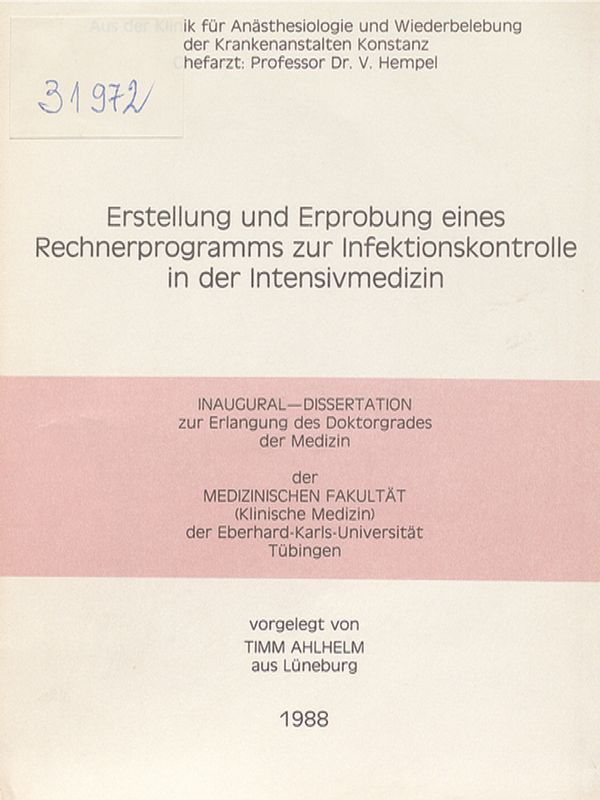 Aus der Klinik für Anästhesiologie und Wiederbelebung
der Krankenanstalten Konstanz
Chefarzt: Professor Dr. V. Hempel
31972
Erstellung und Erprobung eines
Rechnerprogramms zur Infektionskontrolle
in der Intensivmedizin
INAUGURAL—DISSERTATION
zur Erlangung des Doktorgrades
der Medizin
der
MEDIZINISCHEN FAKULTÄT
(Klinische Medizin)
der Eberhard-Karls-Universität
Tübingen
vorgelegt von
TIMM AHLHELM
aus Lüneburg
1988